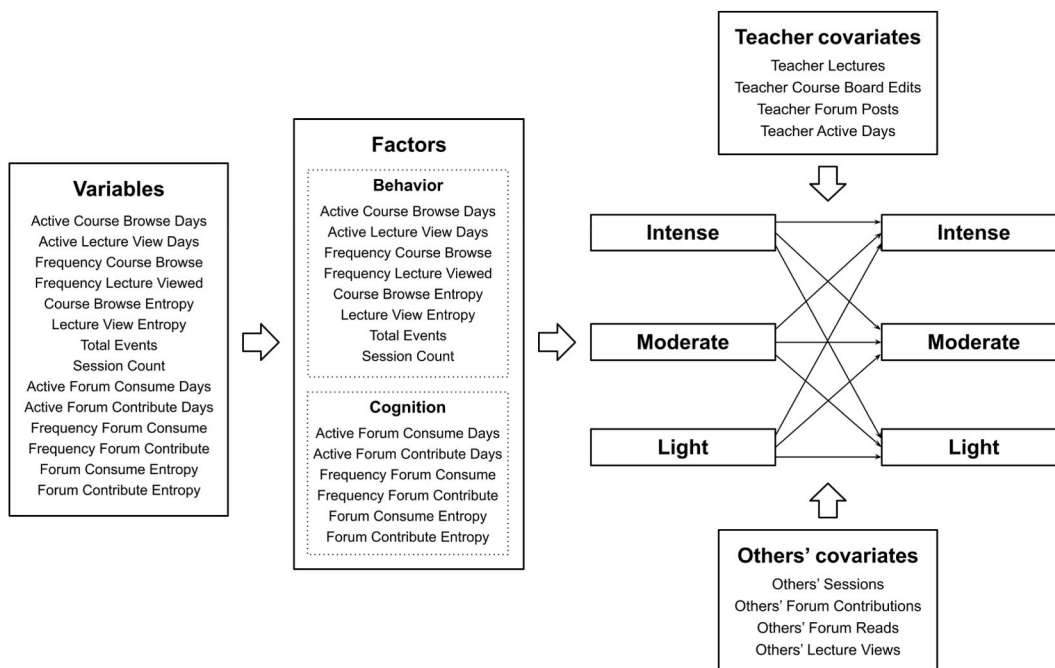 Variables
Active Course Browse Days
Active Lecture View Days
Frequency Course Browse
Frequency Lecture Viewed
Course Browse Entropy
Lecture View Entropy
Total Events
Session Count
Active Forum Consume Days
Active Forum Contribute Days
Frequency Forum Consume
Frequency Forum Contribute
Forum Consume Entropy
Forum Contribute Entropy
Factors
Behavior
Active Course Browse Days
Active Lecture View Days
Frequency Course Browse
Frequency Lecture Viewed
Course Browse Entropy
Lecture View Entropy
Total Events
Session Count
Cognition
Active Forum Consume Days
Active Forum Contribute Days
Frequency Forum Consume
Frequency Forum Contribute
Forum Consume Entropy
Forum Contribute Entropy
Teacher covariates
Teacher Lectures
Teacher Course Board Edits
Teacher Forum Posts
Teacher Active Days
Intense
Intense
Moderate
Moderate
Light
Light
Others’ covariates
Others’ Sessions
Others’ Forum Contributions
Others’ Forum Reads
Others’ Lecture Views